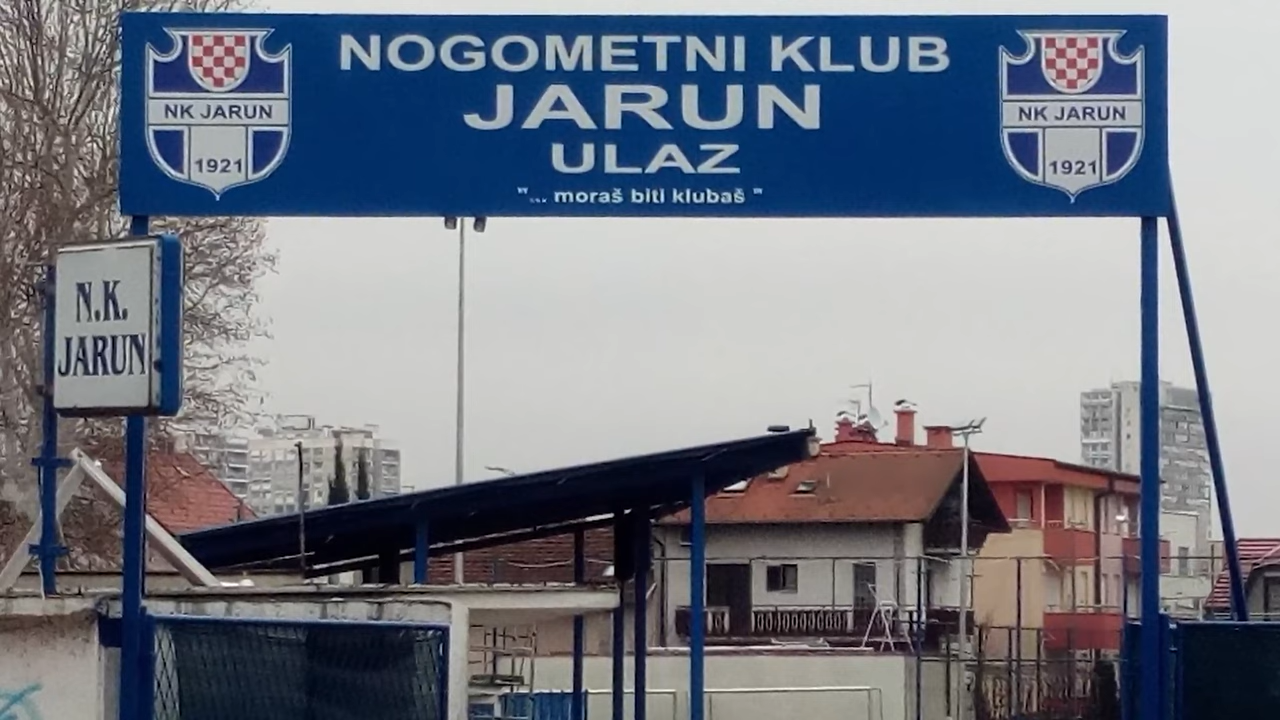 NOGOMETNI KLUB
JARUN
ULAZ
"... moraš biti klubaš "
NK JARUN
1921
NK JARUN
1921
N.K.
JARUN